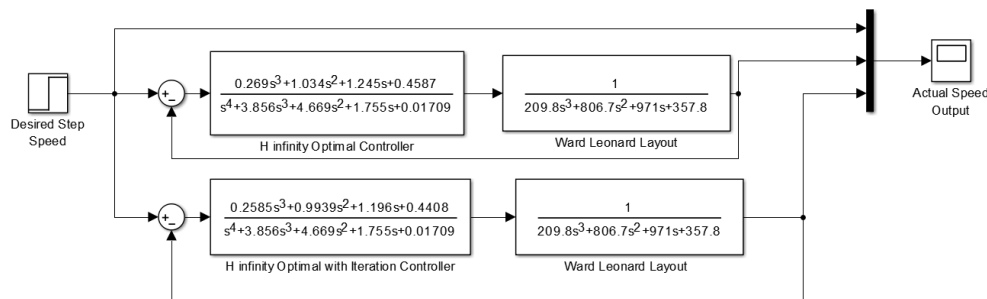 Desired Step
Speed
+
−
0.269s³+1.034s²+1.245s+0.4587
s⁴+3.856s³+4.669s²+1.755s+0.01709
H infinity Optimal Controller
1
209.8s³+806.7s²+971s+357.8
Ward Leonard Layout
Actual Speed
Output
+
−
0.2585s³+0.9939s²+1.196s+0.4408
s⁴+3.856s³+4.669s²+1.755s+0.01709
H infinity Optimal with Iteration Controller
1
209.8s³+806.7s²+971s+357.8
Ward Leonard Layout